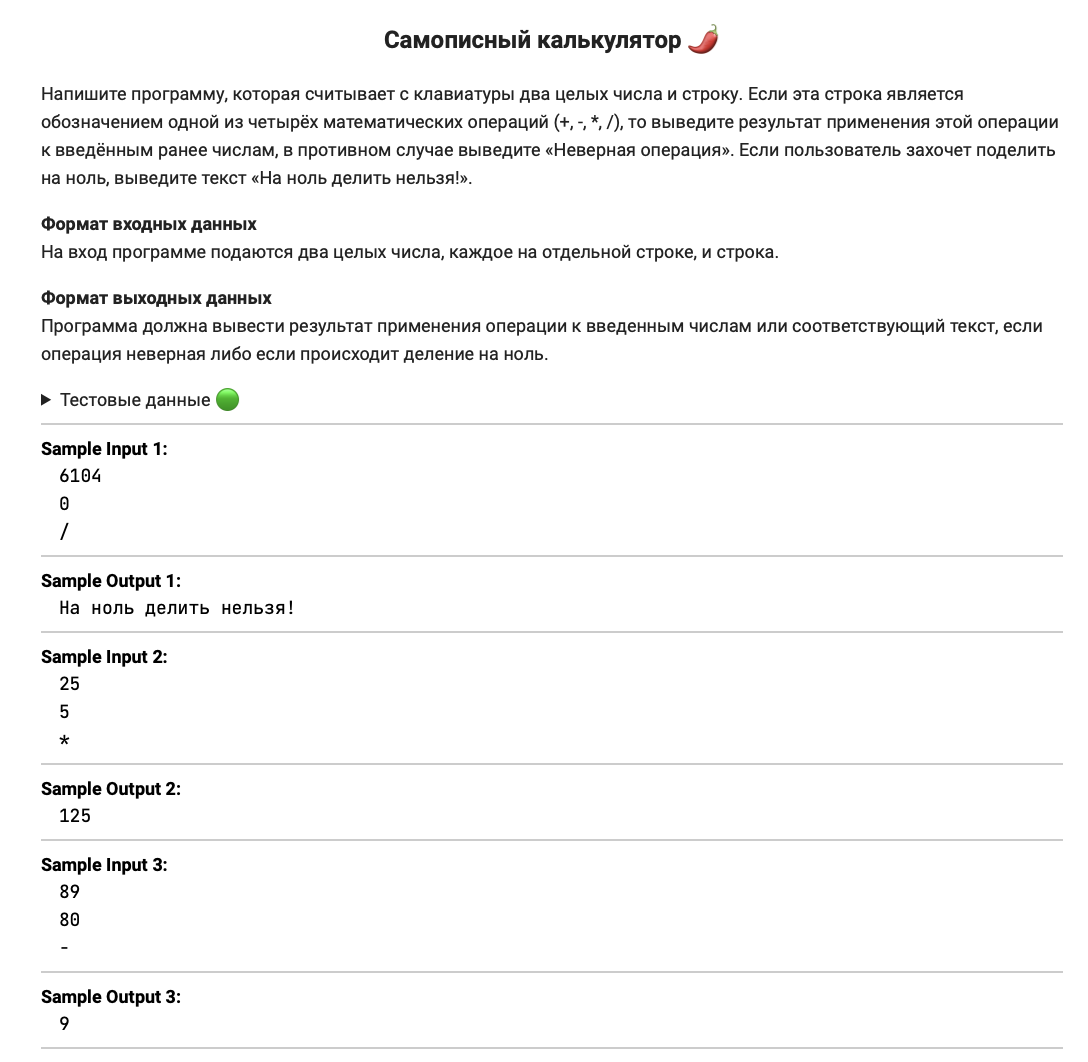 Самописный калькулятор 🌶️
Напишите программу, которая считывает с клавиатуры два целых числа и строку. Если эта строка является
обозначением одной из четырёх математических операций (+, -, *, /), то выведите результат применения этой операции
к введённым ранее числам, в противном случае выведите «Неверная операция». Если пользователь захочет поделить
на ноль, выведите текст «На ноль делить нельзя!».
Формат входных данных
На вход программе подаются два целых числа, каждое на отдельной строке, и строка.
Формат выходных данных
Программа должна вывести результат применения операции к введенным числам или соответствующий текст, если
операция неверная либо если происходит деление на ноль.
Тестовые данные 🟢
Sample Input 1:
6104
0
/
Sample Output 1:
На ноль делить нельзя!
Sample Input 2:
25
5
*
Sample Output 2:
125
Sample Input 3:
89
80
-
Sample Output 3:
9